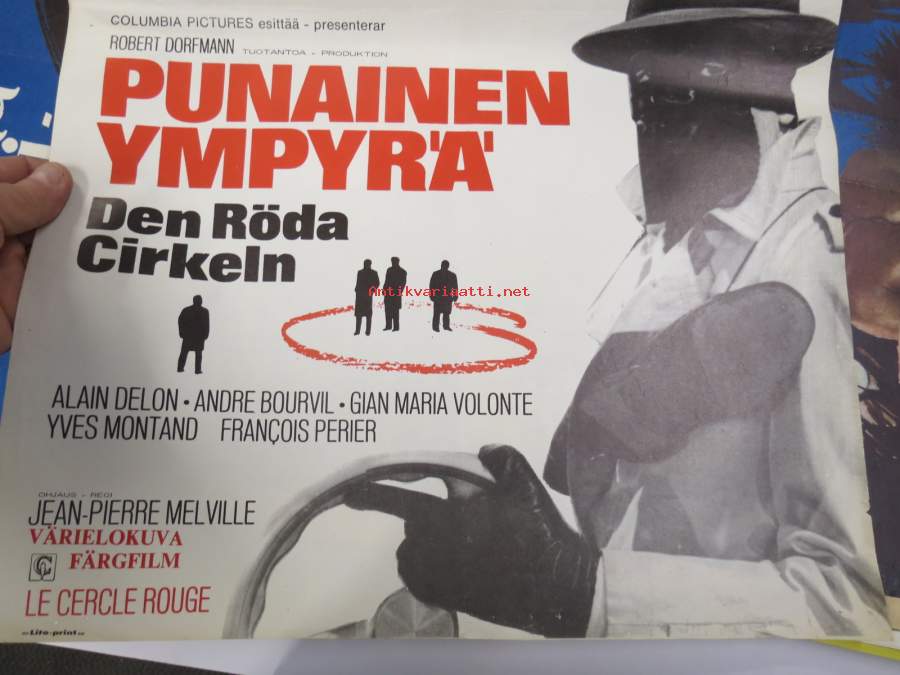 COLUMBIA PICTURES esittää - presenterar
ROBERT DORFMANN TUOTANTOA - PRODUKTION
PUNAINEN
YMPYRÄ
Den Röda
Cirkeln
Antikvariaatti.net
ALAIN DELON • ANDRE BOURVIL • GIAN MARIA VOLONTE
YVES MONTAND FRANÇOIS PERIER
OHJAUS - REGI
JEAN-PIERRE MELVILLE
VÄRIELOKUVA
FÄRGFILM
LE CERCLE ROUGE
Lito-print